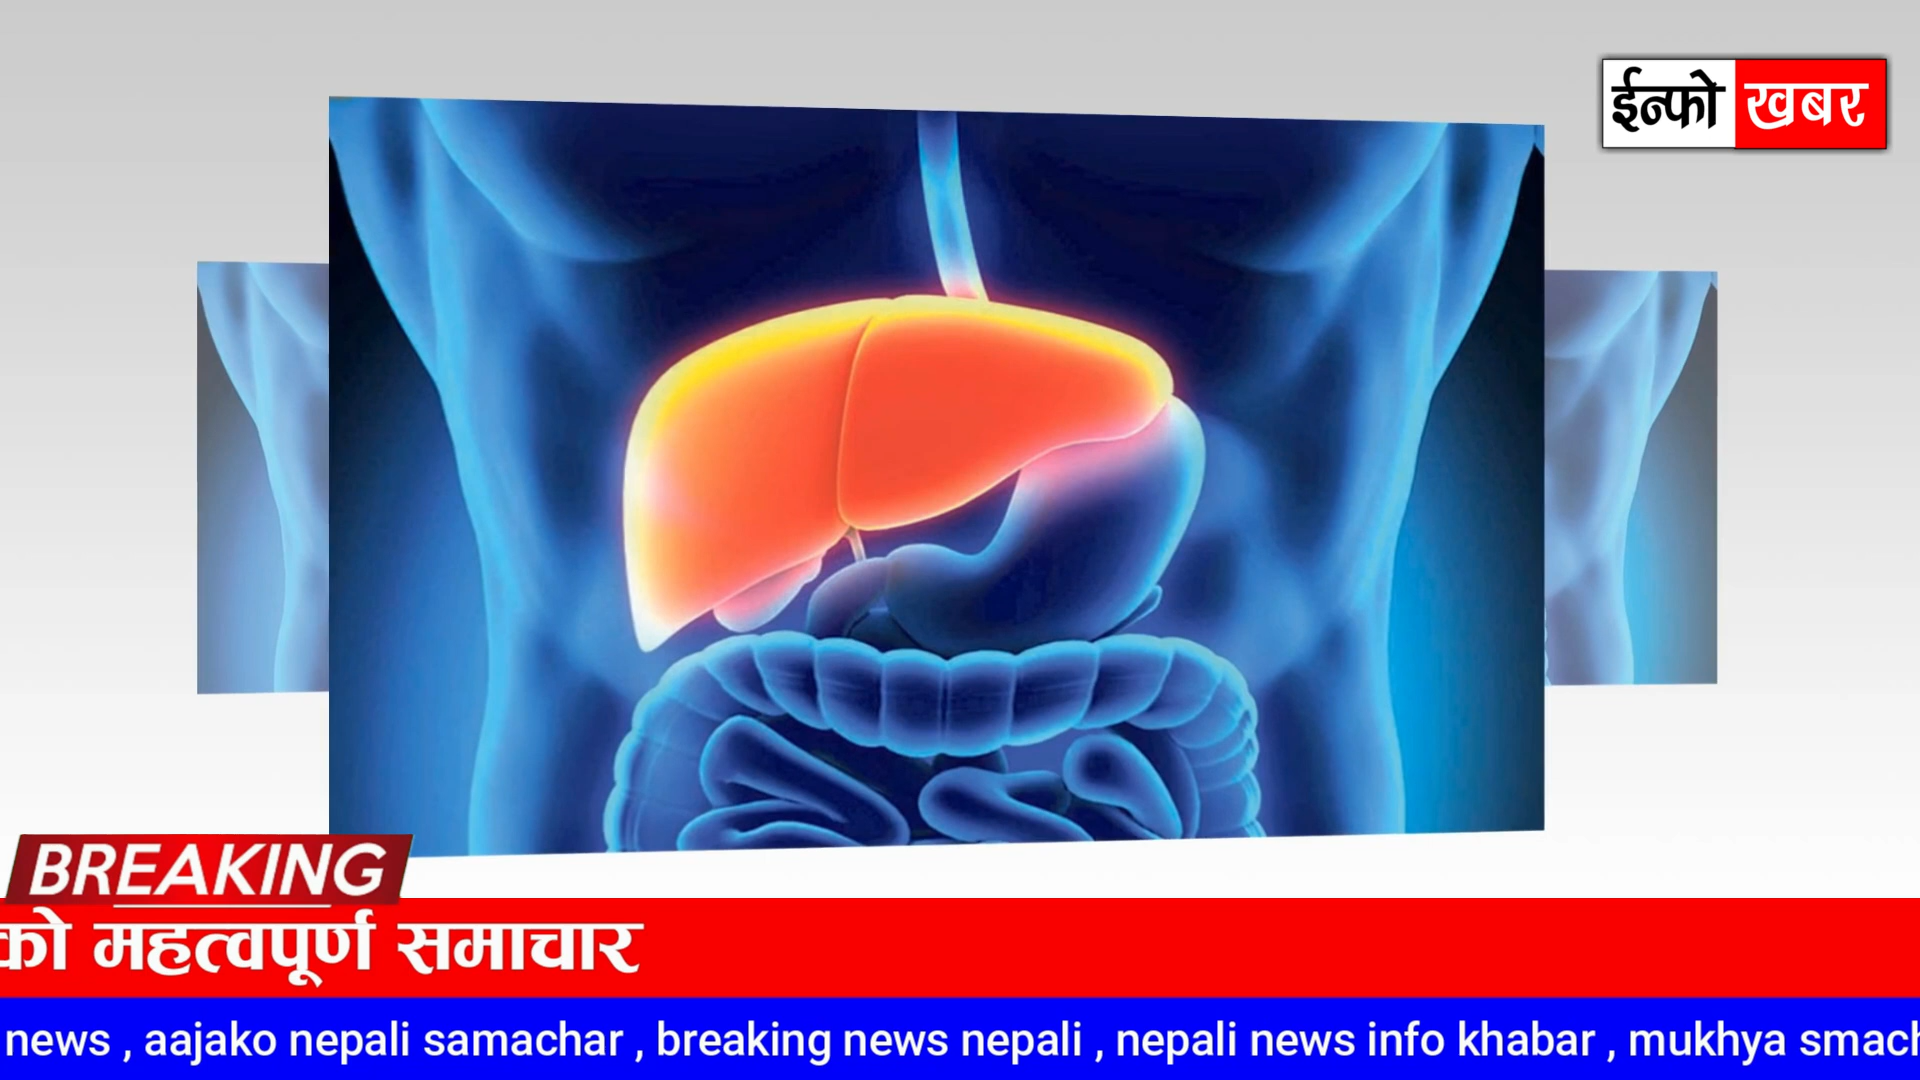 ईन्फो खबर
BREAKING
को महत्वपूर्ण समाचार
news , aajako nepali samachar , breaking news nepali , nepali news info khabar , mukhya smach